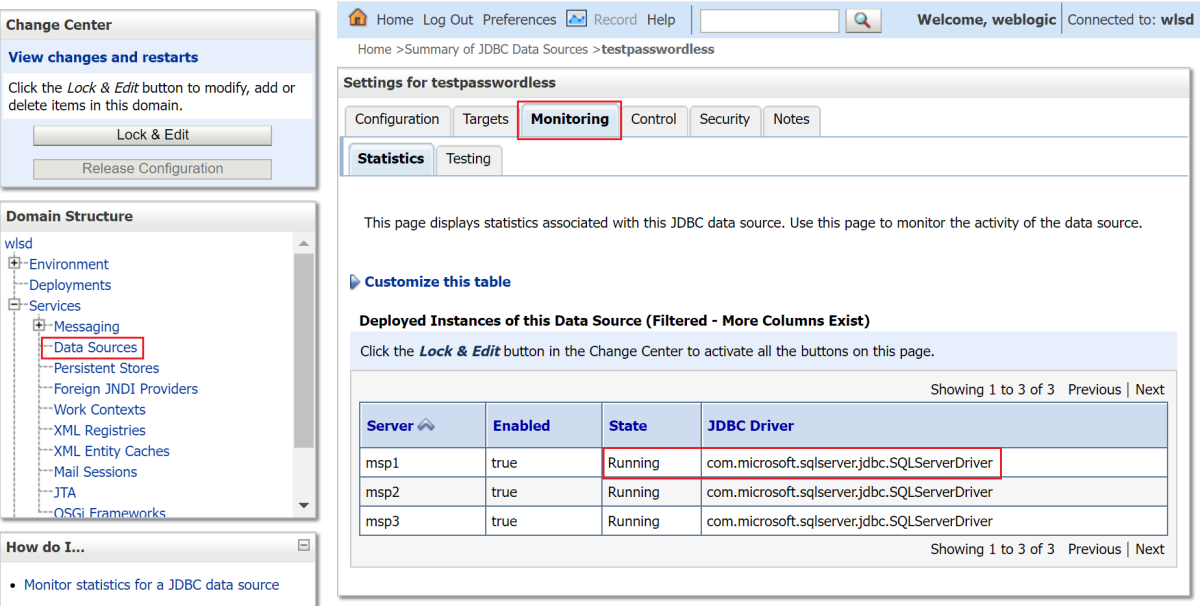 Change Center
View changes and restarts
Click the Lock & Edit button to modify, add or
delete items in this domain.
Lock & Edit
Release Configuration
Domain Structure
wlsd
Environment
Deployments
Services
Messaging
Data Sources
Persistent Stores
Foreign JNDI Providers
Work Contexts
XML Registries
XML Entity Caches
Mail Sessions
JTA
OSGi Frameworks
How do I...
Monitor statistics for a JDBC data source
Home Log Out Preferences Record Help
Welcome, weblogic Connected to: wlsd
Home >Summary of JDBC Data Sources >testpasswordless
Settings for testpasswordless
Configuration Targets Monitoring Control Security Notes
Statistics Testing
This page displays statistics associated with this JDBC data source. Use this page to monitor the activity of the data source.
Customize this table
Deployed Instances of this Data Source (Filtered - More Columns Exist)
Click the Lock & Edit button in the Change Center to activate all the buttons on this page.
Showing 1 to 3 of 3 Previous | Next
Server Enabled State JDBC Driver
msp1 true Running com.microsoft.sqlserver.jdbc.SQLServerDriver
msp2 true Running com.microsoft.sqlserver.jdbc.SQLServerDriver
msp3 true Running com.microsoft.sqlserver.jdbc.SQLServerDriver
Showing 1 to 3 of 3 Previous | Next